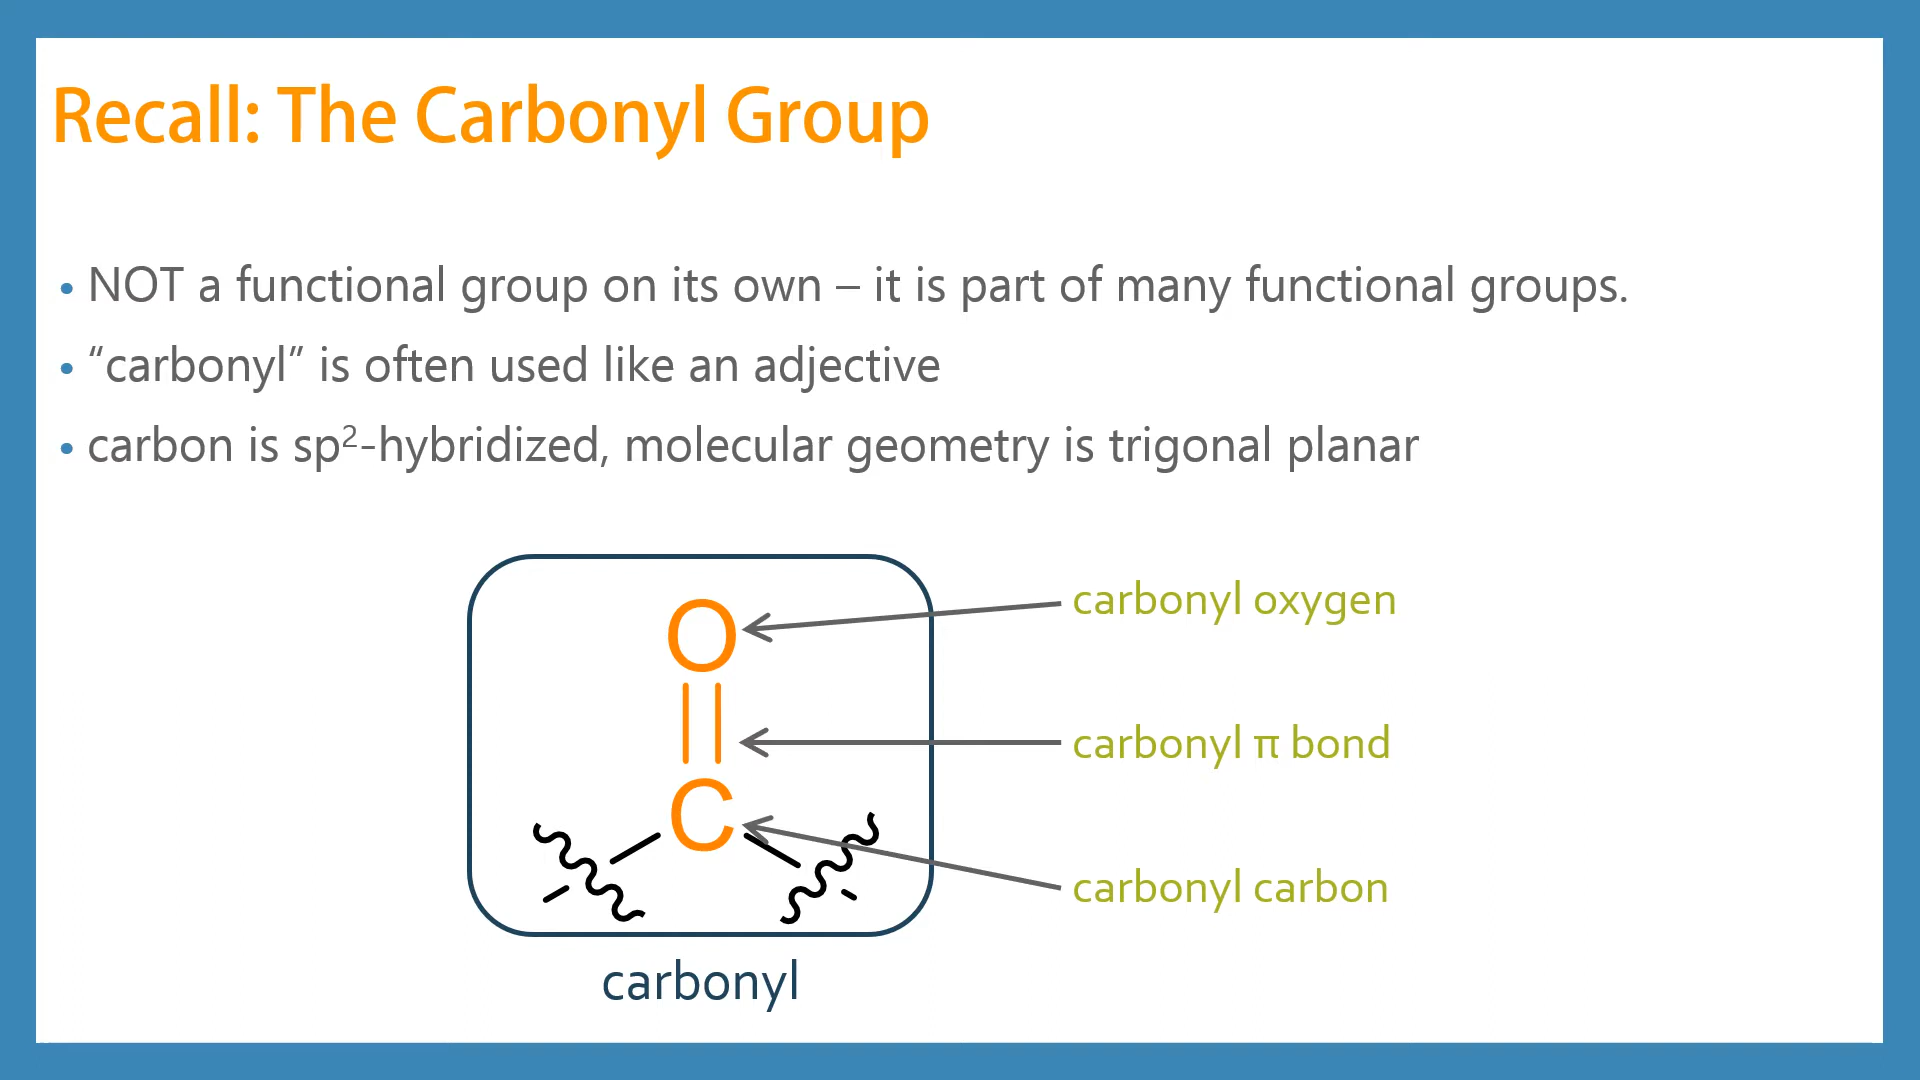 Recall: The Carbonyl Group
• NOT a functional group on its own – it is part of many functional groups.
• “carbonyl” is often used like an adjective
• carbon is sp²-hybridized, molecular geometry is trigonal planar
O
carbonyl oxygen
carbonyl π bond
C
carbonyl carbon
carbonyl